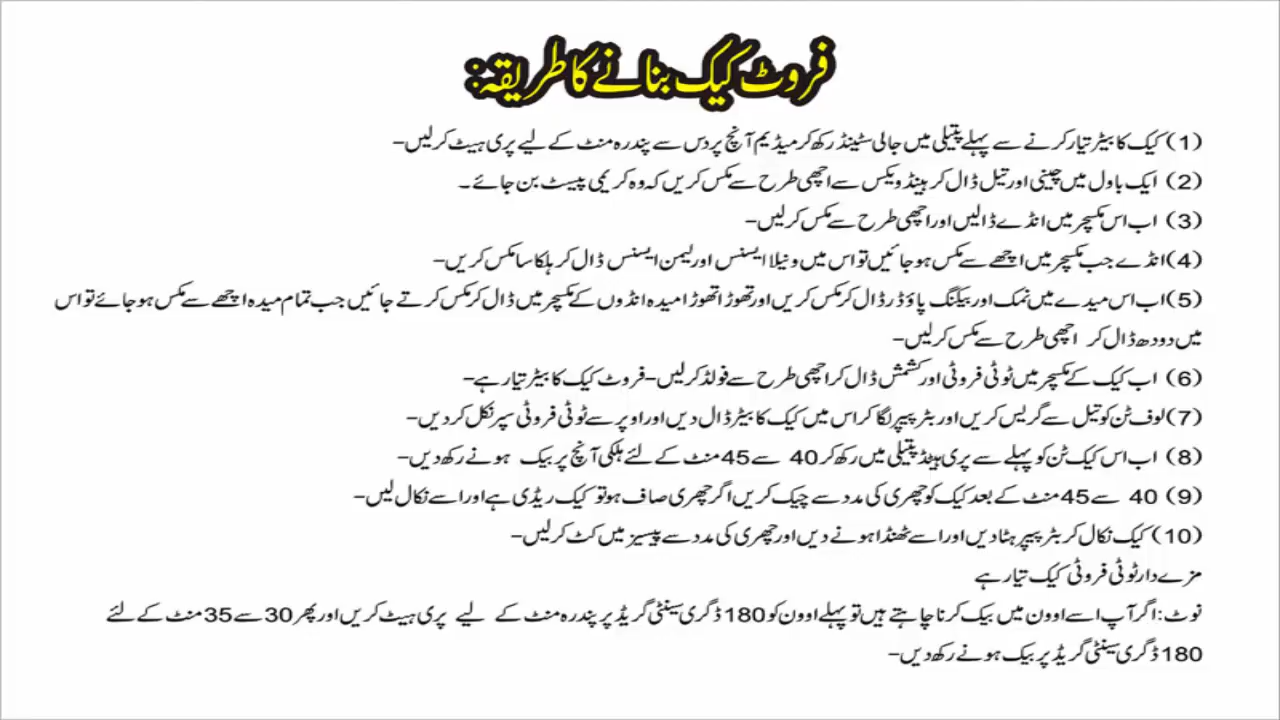 فروٹ کیک بنانے کا طریقہ:
(1) کیک کا بیٹر تیار کرنے سے پہلے پتیلی میں جالی سٹینڈ رکھ کر میڈیم آنچ پر دس سے پندرہ منٹ کے لیے پری ہیٹ کر لیں-
(2) ایک باول میں چینی اور تیل ڈال کر ہینڈ ویکس سے اچھی طرح سے مکس کریں کہ وہ کریمی پیسٹ بن جائے۔
(3) اب اس مکسچر میں انڈے ڈالیں اور اچھی طرح سے مکس کر لیں-
(4) انڈے جب مکسچر میں اچھے سے مکس ہو جائیں تو اس میں ونیلا ایسنس اور لیمن ایسنس ڈال کر ہلکا سا مکس کریں-
(5) اب اس میدے میں نمک اور بیکنگ پاؤڈر ڈال کر مکس کریں اور تھوڑا تھوڑا میدہ انڈوں کے مکسچر میں ڈال کر مکس کرتے جائیں جب تمام میدہ اچھے سے مکس ہو جائے تو اس
میں دودھ ڈال کر اچھی طرح سے مکس کر لیں-
(6) اب کیک کے مکسچر میں ٹوٹی فروٹی اور کشمش ڈال کر اچھی طرح سے فولڈ کر لیں- فروٹ کیک کا بیٹر تیار ہے-
(7) لوف ٹن کو تیل سے گریس کریں اور بٹر پیپر لگا کر اس میں کیک کا بیٹر ڈال دیں اور اوپر سے ٹوٹی فروٹی سپرنکل کر دیں-
(8) اب اس کیک ٹن کو پہلے سے پری ہیٹڈ پتیلی میں رکھ کر 40 سے 45 منٹ کے لئے ہلکی آنچ پر بیک ہونے رکھ دیں-
(9) 40 سے 45 منٹ کے بعد کیک کو چھری کی مدد سے چیک کریں اگر چھری صاف ہو تو کیک ریڈی ہے اور اسے نکال لیں-
(10) کیک نکال کر بٹر پیپر ہٹا دیں اور اسے ٹھنڈا ہونے دیں اور چھری کی مدد سے پیسیز میں کٹ کر لیں-
مزے دار ٹوٹی فروٹی کیک تیار ہے
نوٹ: اگر آپ اسے اوون میں بیک کرنا چاہتے ہیں تو پہلے اوون کو 180 ڈگری سینٹی گریڈ پر پندرہ منٹ کے لیے پری ہیٹ کریں اور پھر 30 سے 35 منٹ کے لئے
180 ڈگری سینٹی گریڈ پر بیک ہونے رکھ دیں-